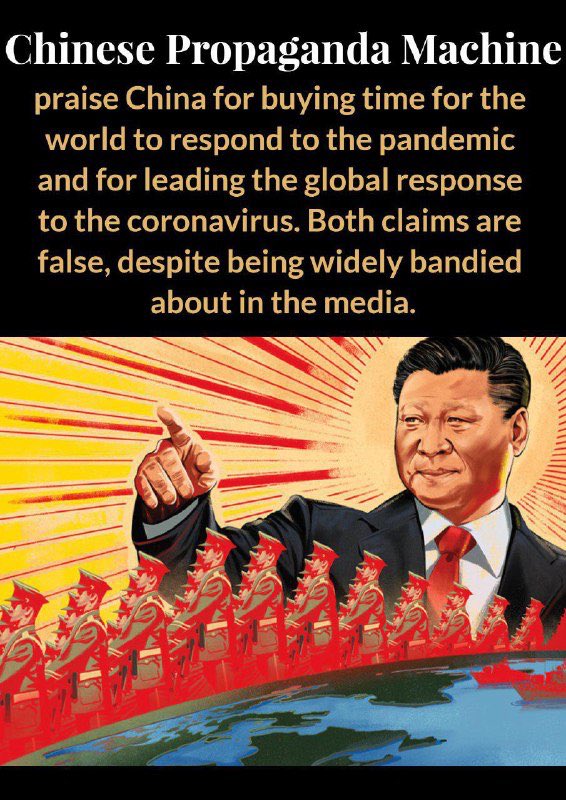 Chinese Propaganda Machine
praise China for buying time for the
world to respond to the pandemic
and for leading the global response
to the coronavirus. Both claims are
false, despite being widely bandied
about in the media.